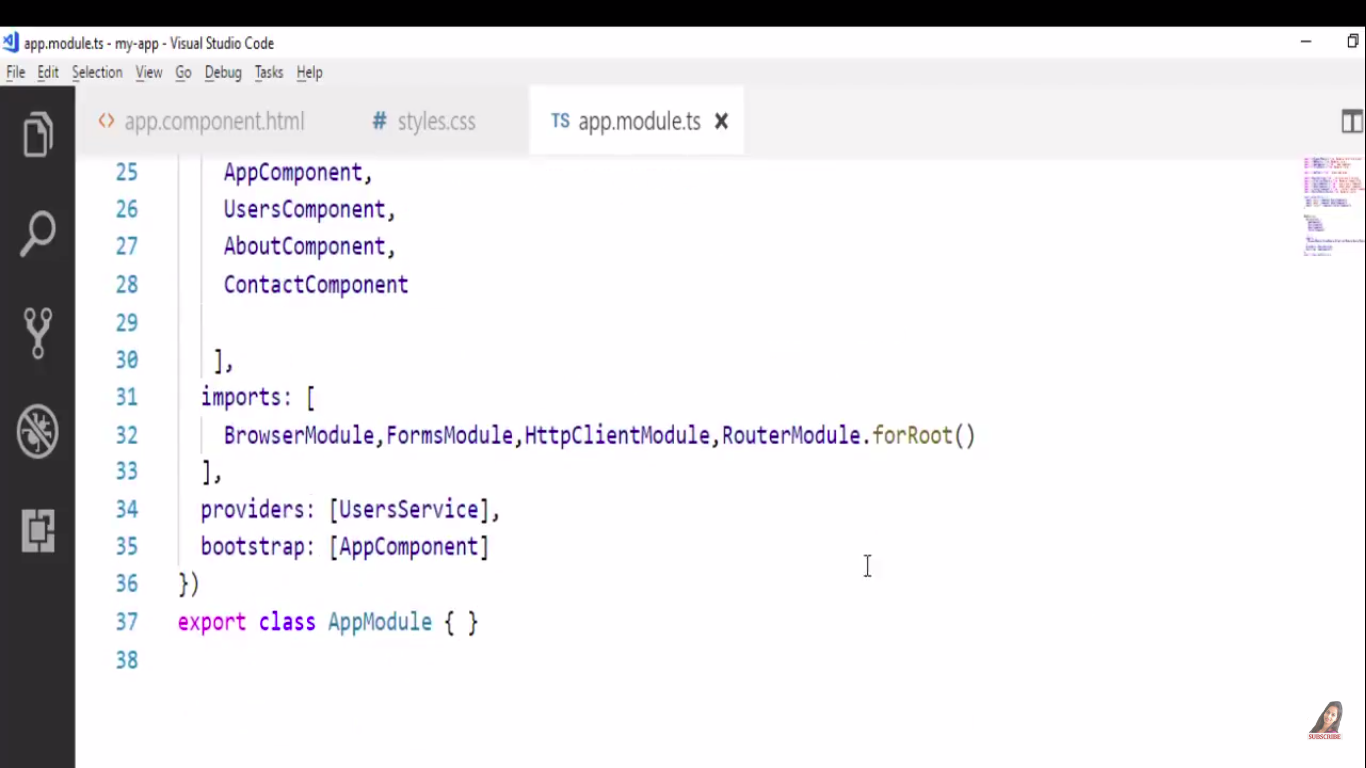 app.module.ts - my-app - Visual Studio Code
File Edit Selection View Go Debug Tasks Help
<> app.component.html # styles.css TS app.module.ts ×
25 AppComponent,
26 UsersComponent,
27 AboutComponent,
28 ContactComponent
29
30 ],
31 imports: [
32 BrowserModule,FormsModule,HttpClientModule,RouterModule.forRoot()
33 ],
34 providers: [UsersService],
35 bootstrap: [AppComponent]
36 })
37 export class AppModule { }
38
SUBSCRIBE